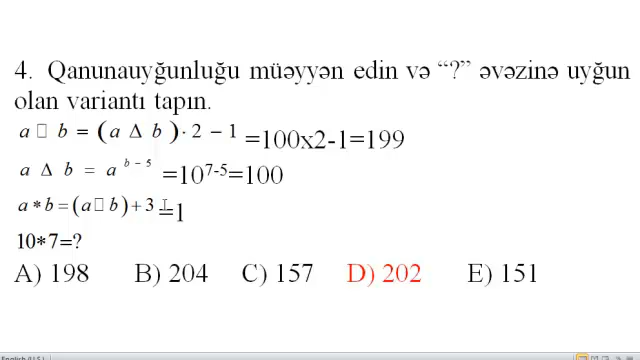 4. Qanunauyğunluğu müəyyən edin və “?” əvəzinə uyğun
olan variantı tapın.
a □ b = (a Δ b)·2 − 1 =100x2-1=199
a Δ b = a^(b − 5) =10^(7-5)=100
a * b = (a □ b) + 3 =1
10*7=?
A) 198 B) 204 C) 157 D) 202 E) 151
English (U.S.)